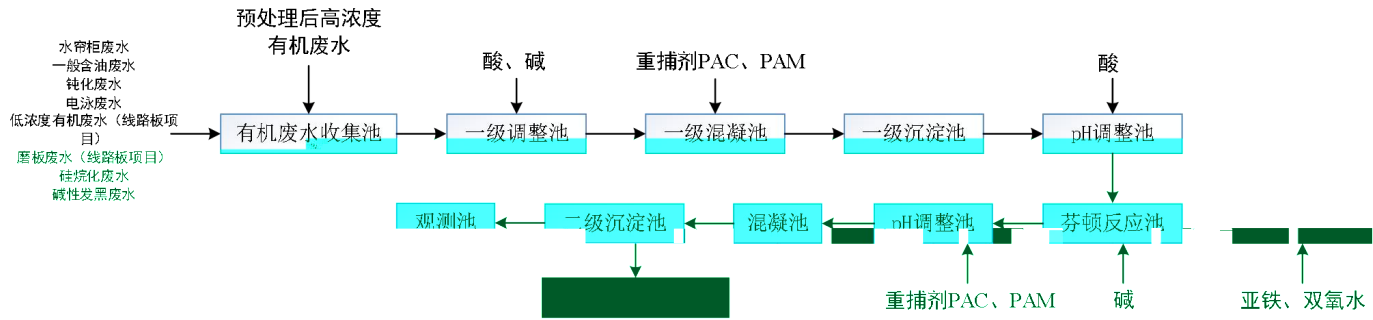 预处理后高浓度
有机废水
水帘柜废水
一般含油废水
钝化废水
电泳废水
低浓度有机废水（线路板项
目）
磨板废水（线路板项目）
硅烷化废水
碱性发黑废水
酸、碱
重捕剂PAC、PAM
酸
有机废水收集池
一级调整池
一级混凝池
一级沉淀池
pH调整池
观测池
二级沉淀池
混凝池
pH调整池
芬顿反应池
重捕剂PAC、PAM
碱
亚铁、双氧水